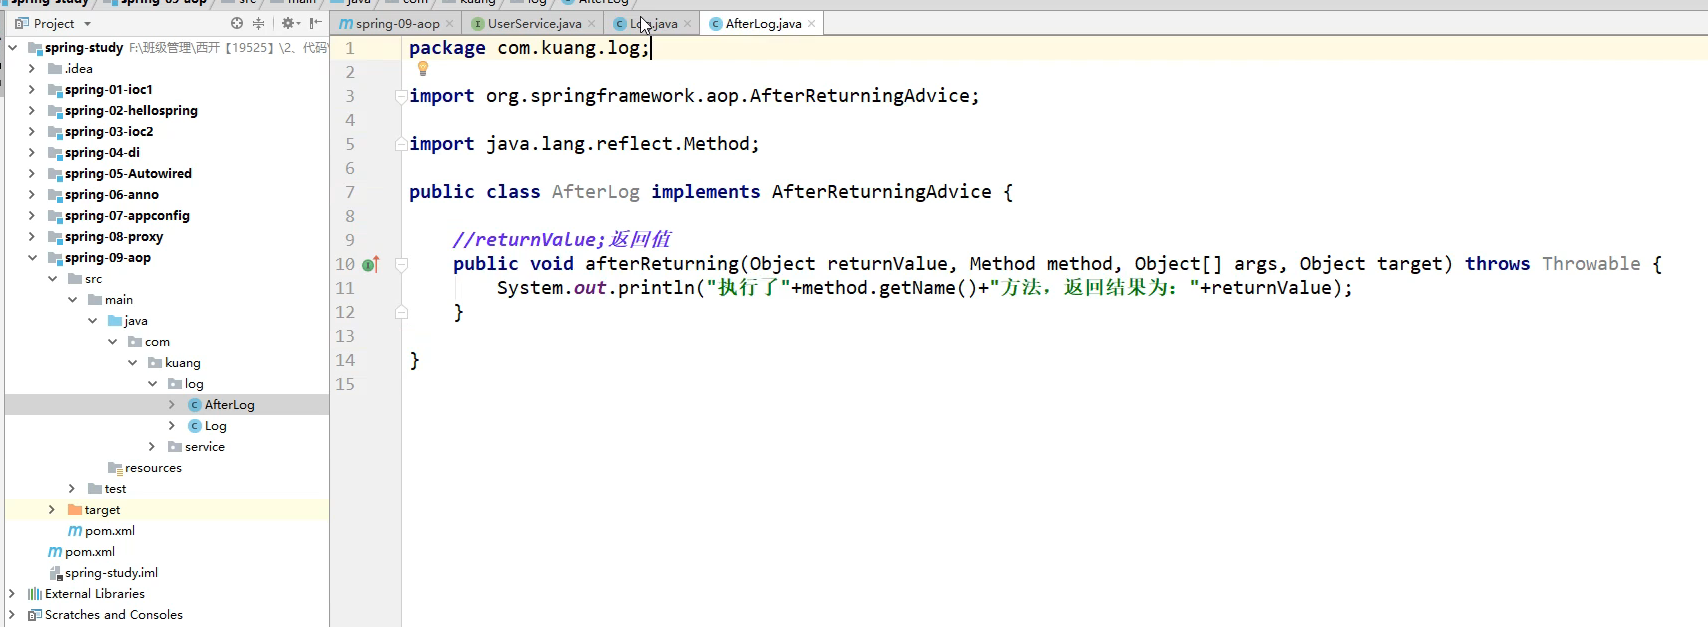 spring-study spring-09-aop src main java com kuang log AfterLog
Project
spring-09-aop UserService.java Log.java AfterLog.java
spring-study F:\班级管理\西开【19525】\2、代码\
.idea
spring-01-ioc1
spring-02-hellospring
spring-03-ioc2
spring-04-di
spring-05-Autowired
spring-06-anno
spring-07-appconfig
spring-08-proxy
spring-09-aop
src
main
java
com
kuang
log
AfterLog
Log
service
resources
test
target
pom.xml
pom.xml
spring-study.iml
External Libraries
Scratches and Consoles
1 package com.kuang.log;
2
3 import org.springframework.aop.AfterReturningAdvice;
4
5 import java.lang.reflect.Method;
6
7 public class AfterLog implements AfterReturningAdvice {
8
9 //returnValue;返回值
10 public void afterReturning(Object returnValue, Method method, Object[] args, Object target) throws Throwable {
11 System.out.println("执行了"+method.getName()+"方法，返回结果为："+returnValue);
12 }
13
14 }
15